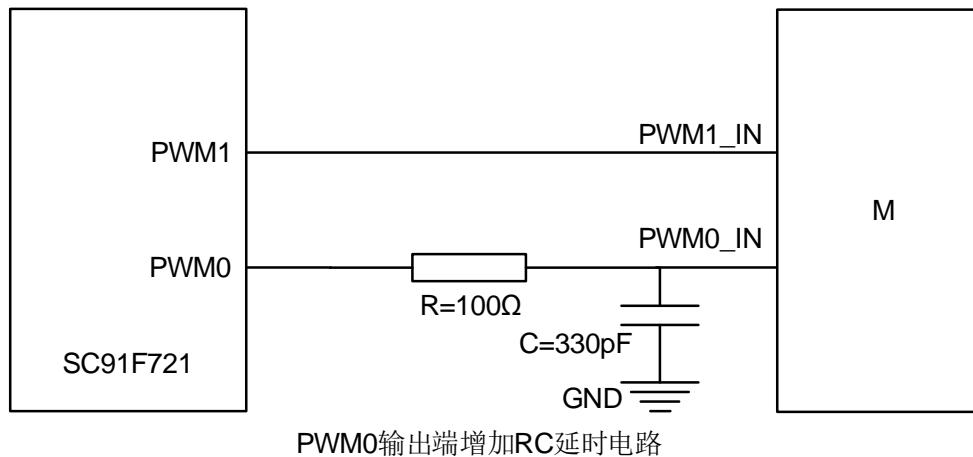 PWM1
PWM1_IN
M
PWM0
PWM0_IN
R=100Ω
C=330pF
SC91F721
GND
PWM0输出端增加RC延时电路